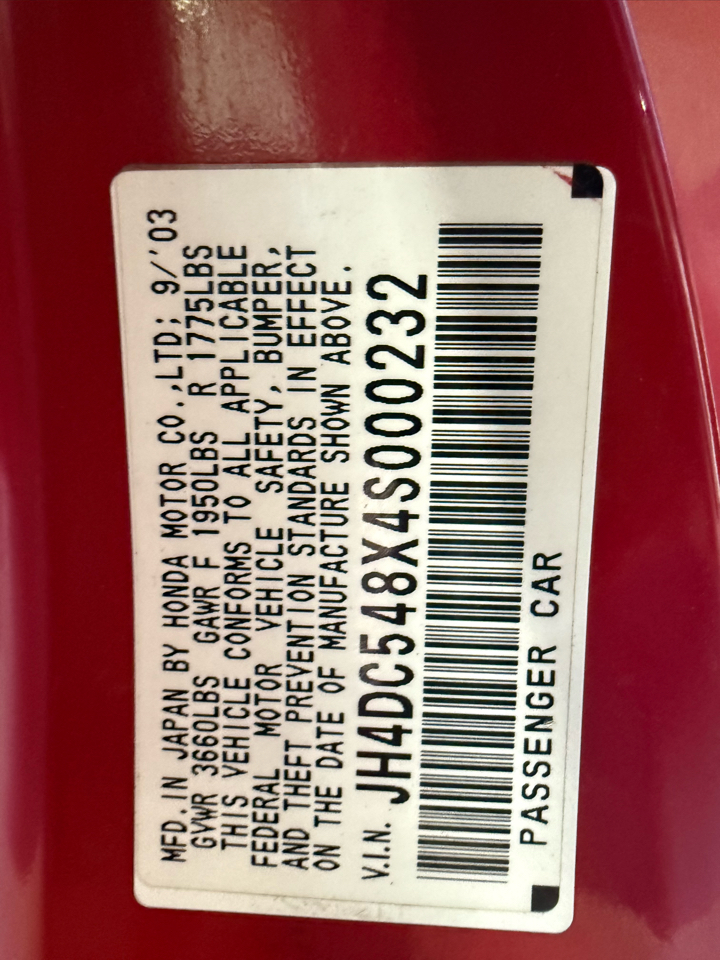 MFD. IN JAPAN BY HONDA MOTOR CO.,LTD; 9/'03
GVWR 3660LBS GAWR F 1950LBS R 1775LBS
THIS VEHICLE CONFORMS TO ALL APPLICABLE
FEDERAL MOTOR VEHICLE SAFETY, BUMPER,
AND THEFT PREVENTION STANDARDS IN EFFECT
ON THE DATE OF MANUFACTURE SHOWN ABOVE.
V.I.N. JH4DC548X4S000232
PASSENGER CAR